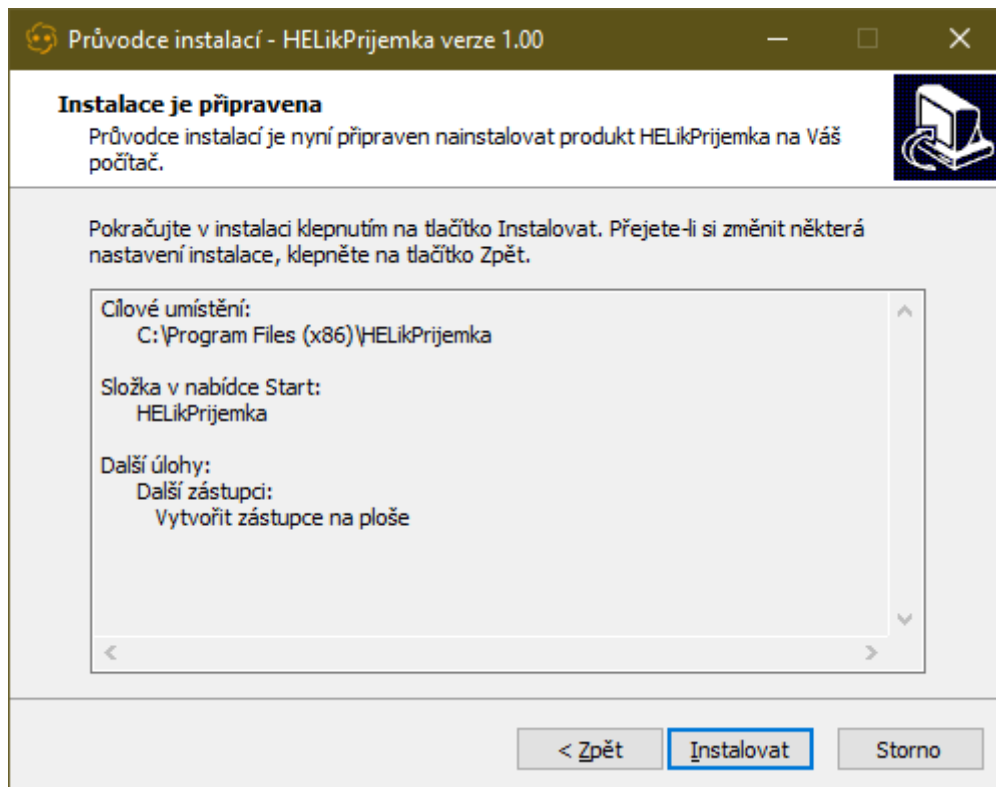 Průvodce instalací - HELikPrijemka verze 1.00
Instalace je připravena
Průvodce instalací je nyní připraven nainstalovat produkt HELikPrijemka na Váš
počítač.
Pokračujte v instalaci klepnutím na tlačítko Instalovat. Přejete-li si změnit některá
nastavení instalace, klepněte na tlačítko Zpět.
Cílové umístění:
C:\Program Files (x86)\HELikPrijemka
Složka v nabídce Start:
HELikPrijemka
Další úlohy:
Další zástupci:
Vytvořit zástupce na ploše
< Zpět
Instalovat
Storno